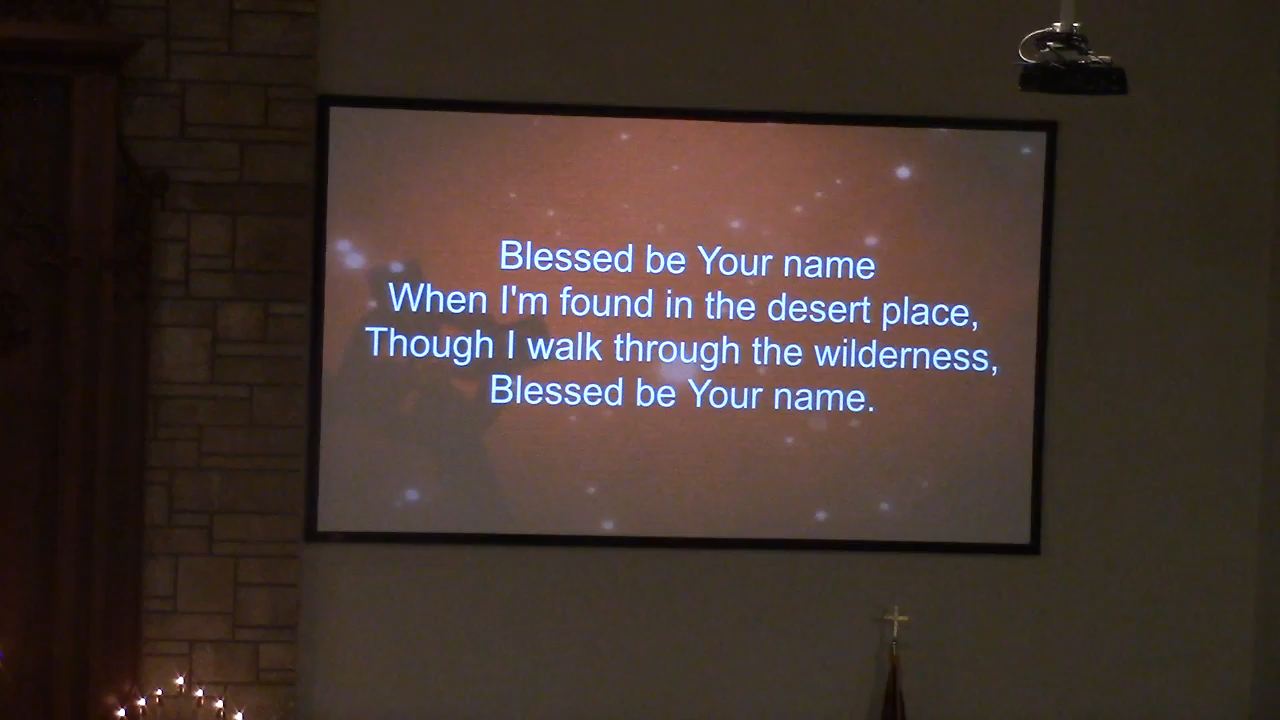 Blessed be Your name
When I'm found in the desert place,
Though I walk through the wilderness,
Blessed be Your name.